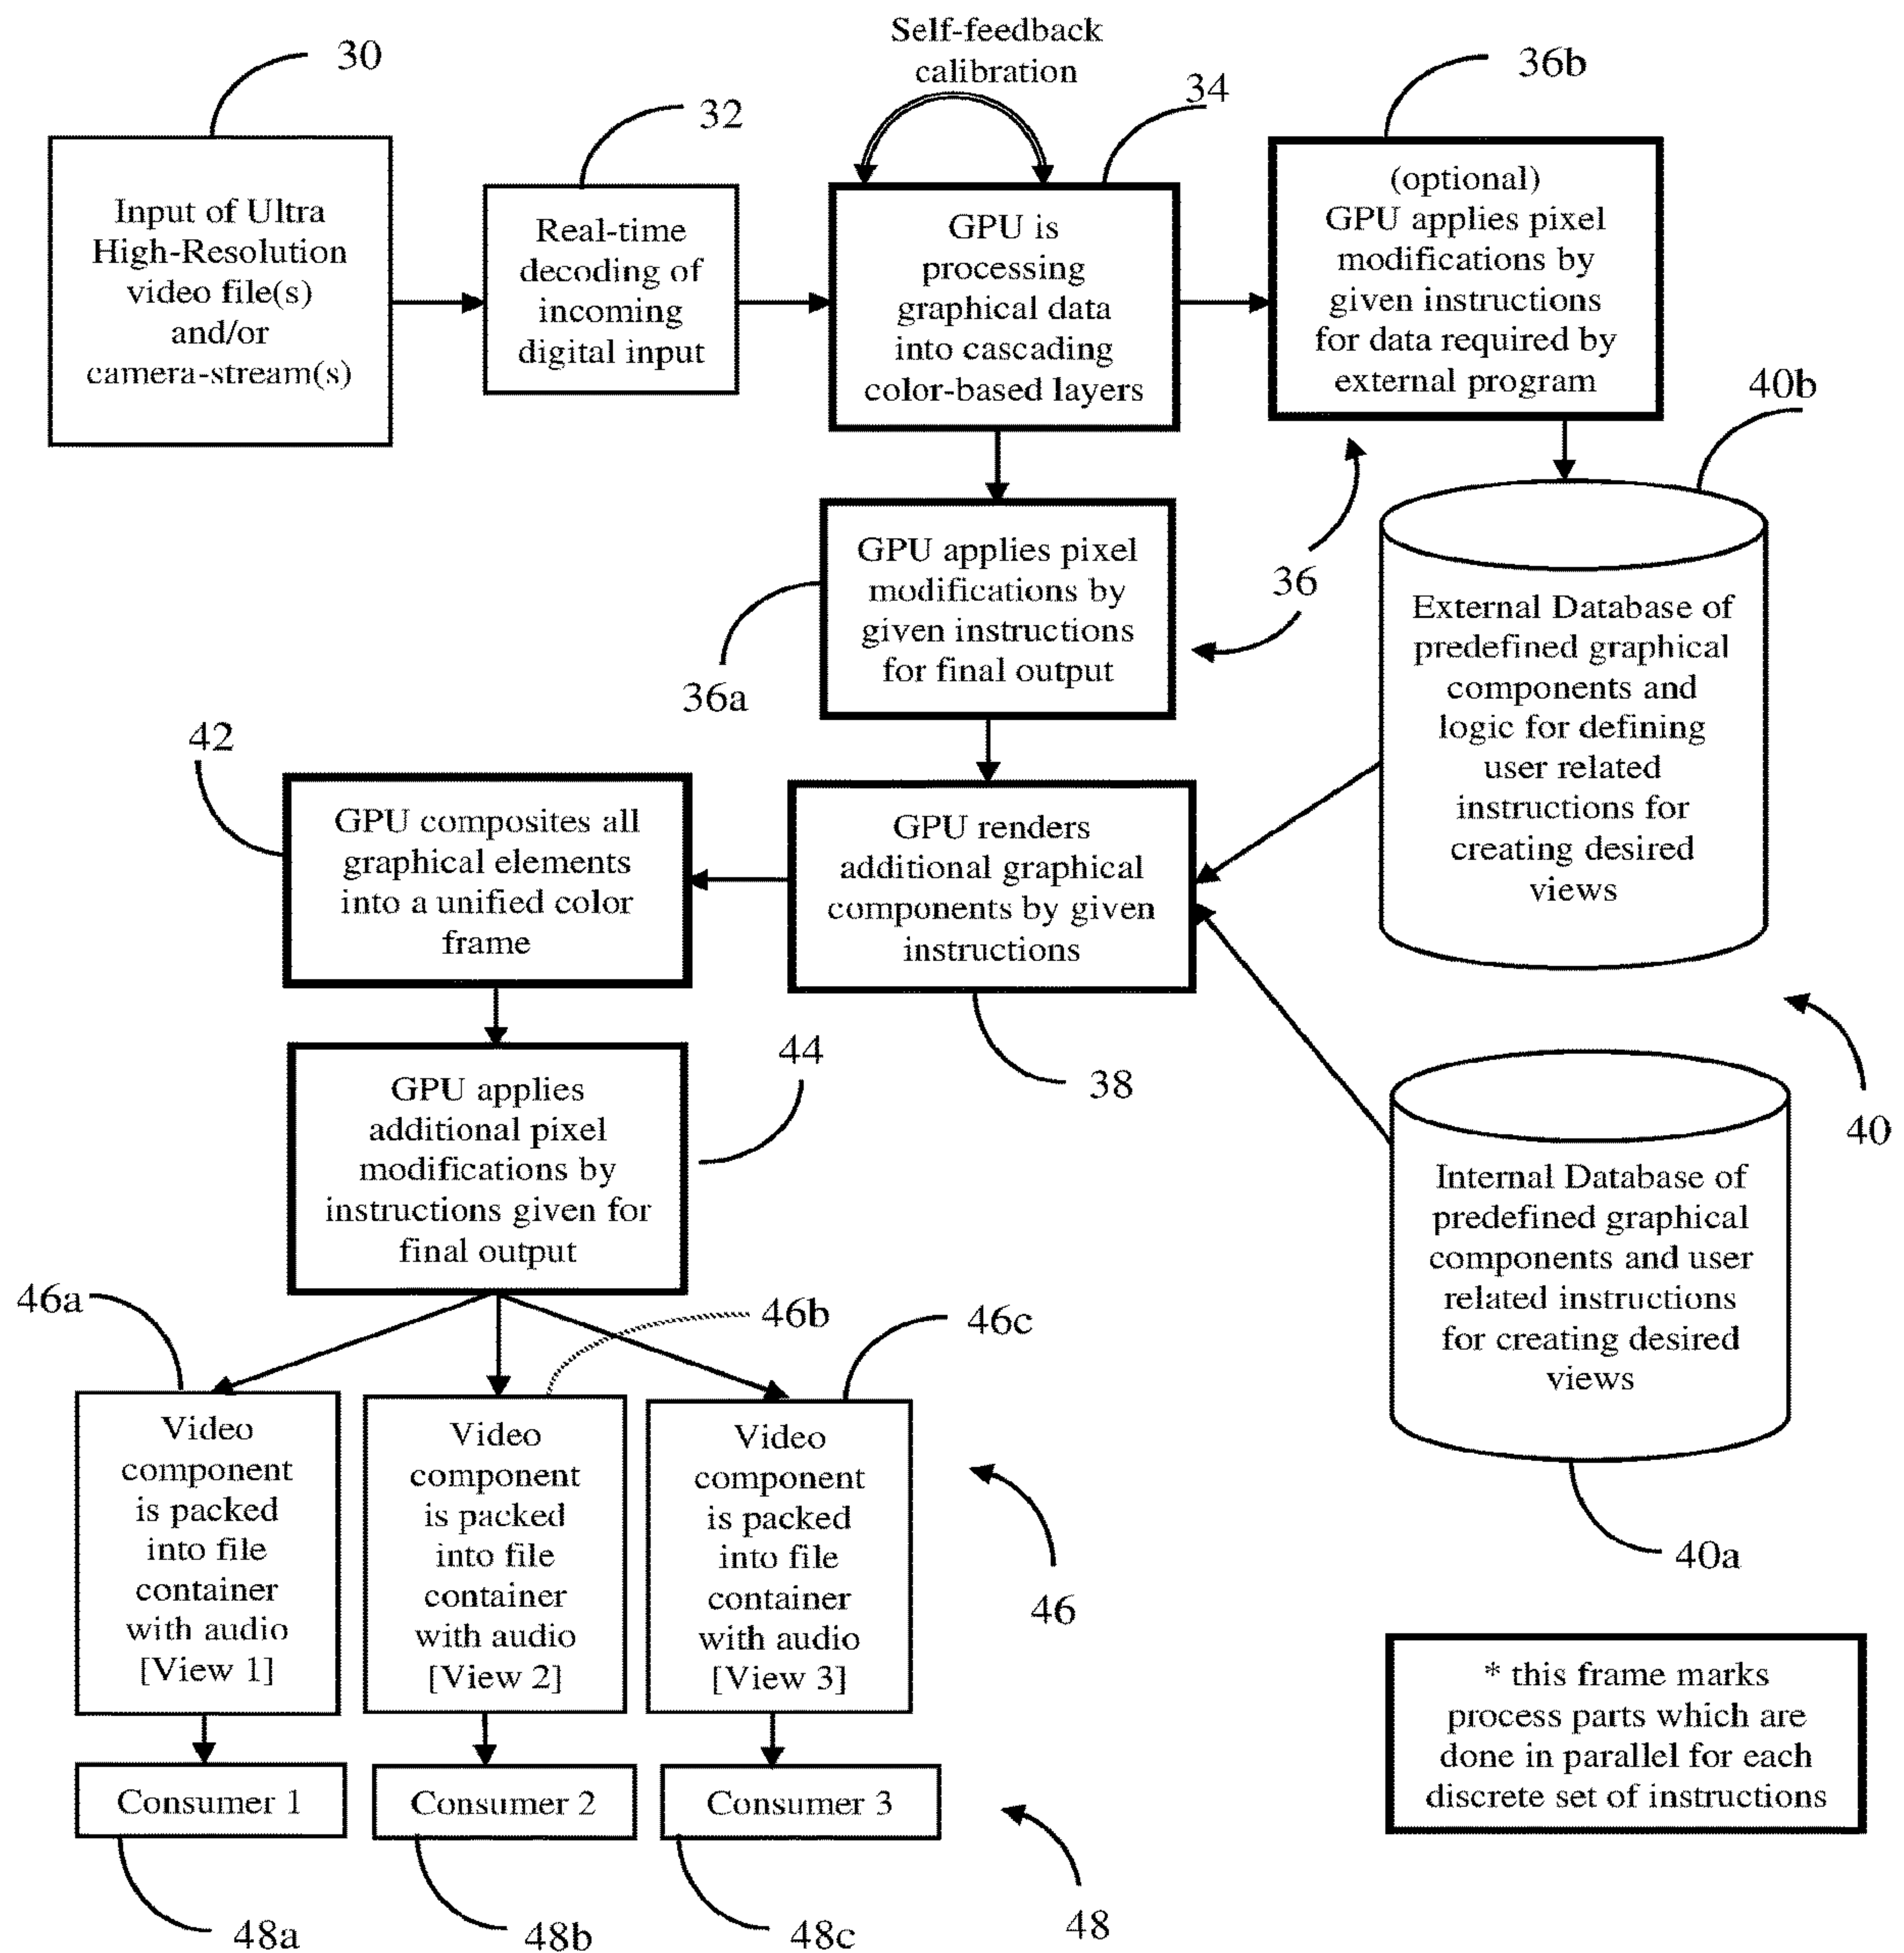 Self-feedback
calibration
30
32
34
36b
Input of Ultra
High-Resolution
video file(s)
and/or
camera-stream(s)
Real-time
decoding of
incoming
digital input
GPU is
processing
graphical data
into cascading
color-based layers
(optional)
GPU applies pixel
modifications by
given instructions
for data required by
external program
40b
GPU applies pixel
modifications by
given instructions
for final output
36
36a
External Database of
predefined graphical
components and
logic for defining
user related
instructions for
creating desired
views
42
GPU composites all
graphical elements
into a unified color
frame
GPU renders
additional graphical
components by given
instructions
38
40
44
GPU applies
additional pixel
modifications by
instructions given for
final output
Internal Database of
predefined graphical
components and user
related instructions
for creating desired
views
40a
46a
46b
46c
Video
component
is packed
into file
container
with audio
[View 1]
Video
component
is packed
into file
container
with audio
[View 2]
Video
component
is packed
into file
container
with audio
[View 3]
46
* this frame marks
process parts which are
done in parallel for each
discrete set of instructions
Consumer 1
Consumer 2
Consumer 3
48a
48b
48c
48